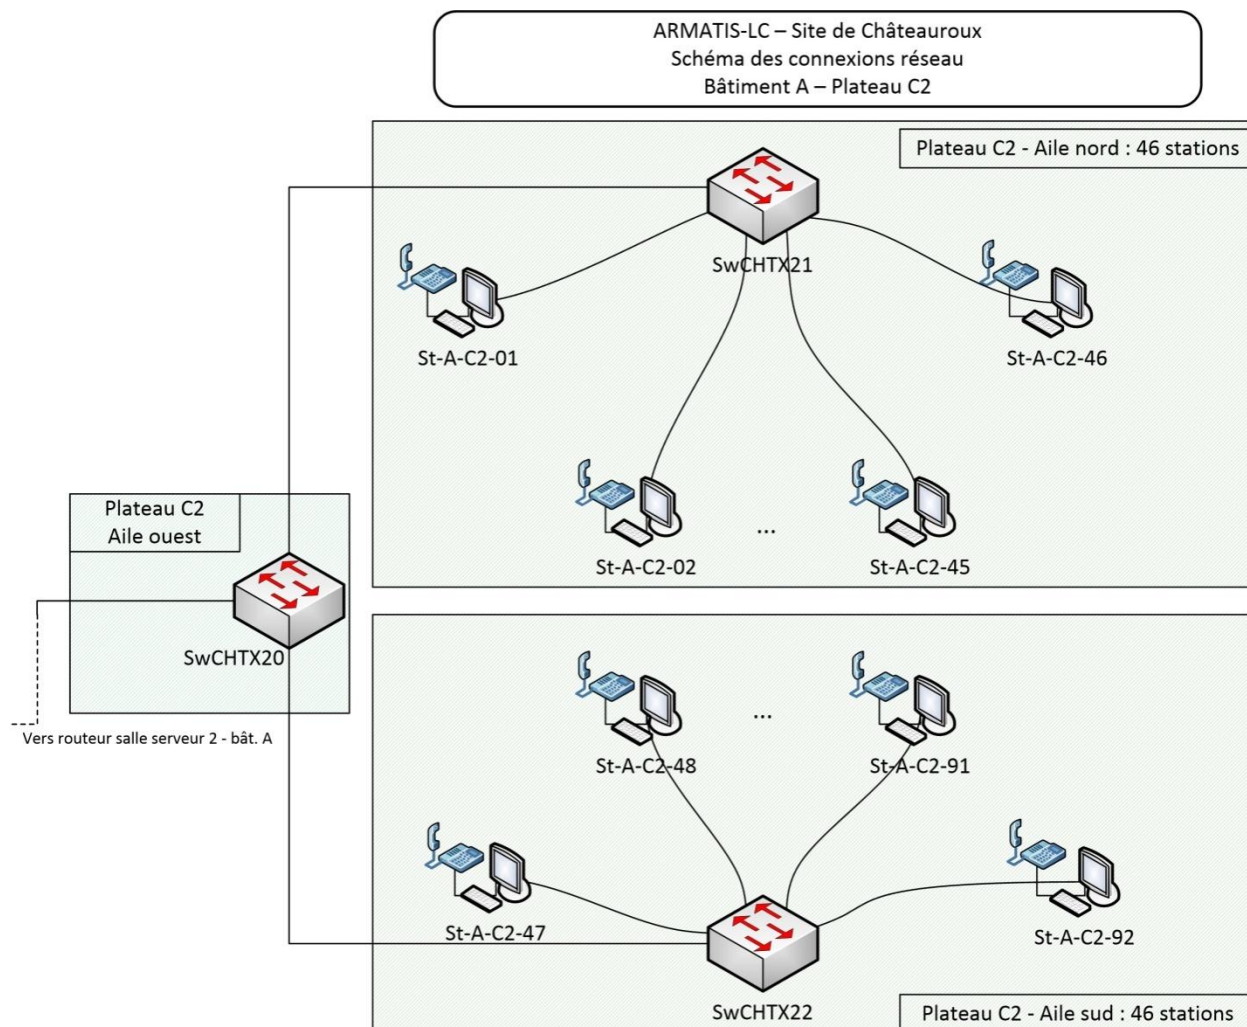 ARMATIS-LC – Site de Châteauroux
Schéma des connexions réseau
Bâtiment A – Plateau C2
Plateau C2 - Aile nord : 46 stations
SwCHTX21
St-A-C2-01
St-A-C2-46
...
St-A-C2-02
St-A-C2-45
Plateau C2
Aile ouest
SwCHTX20
Vers routeur salle serveur 2 - bât. A
...
St-A-C2-48
St-A-C2-91
St-A-C2-47
St-A-C2-92
SwCHTX22
Plateau C2 - Aile sud : 46 stations